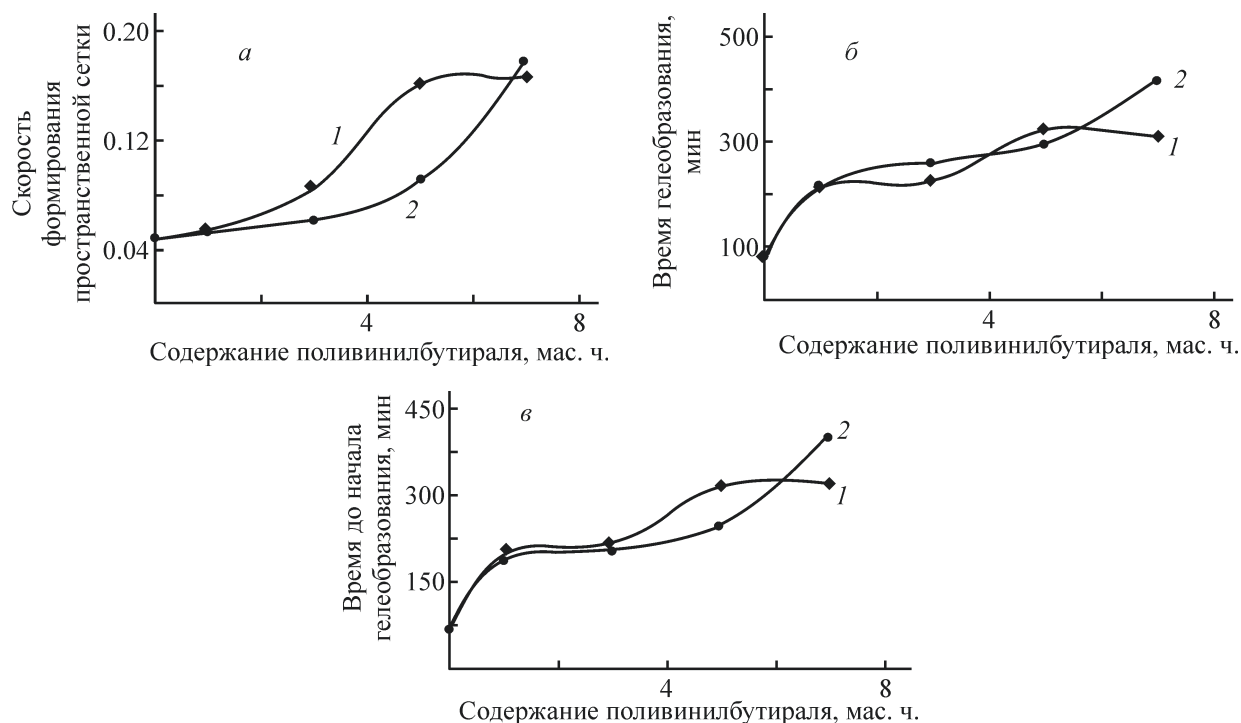 Скорость
формирования
пространственной сетки
0.20
0.12
0.04
а
1
2
4
8
Содержание поливинилбутираля, мас. ч.
Время гелеобразования,
мин
500
300
100
б
2
1
4
8
Содержание поливинилбутираля, мас. ч.
Время до начала
гелеобразования, мин
450
300
150
в
2
1
4
8
Содержание поливинилбутираля, мас. ч.